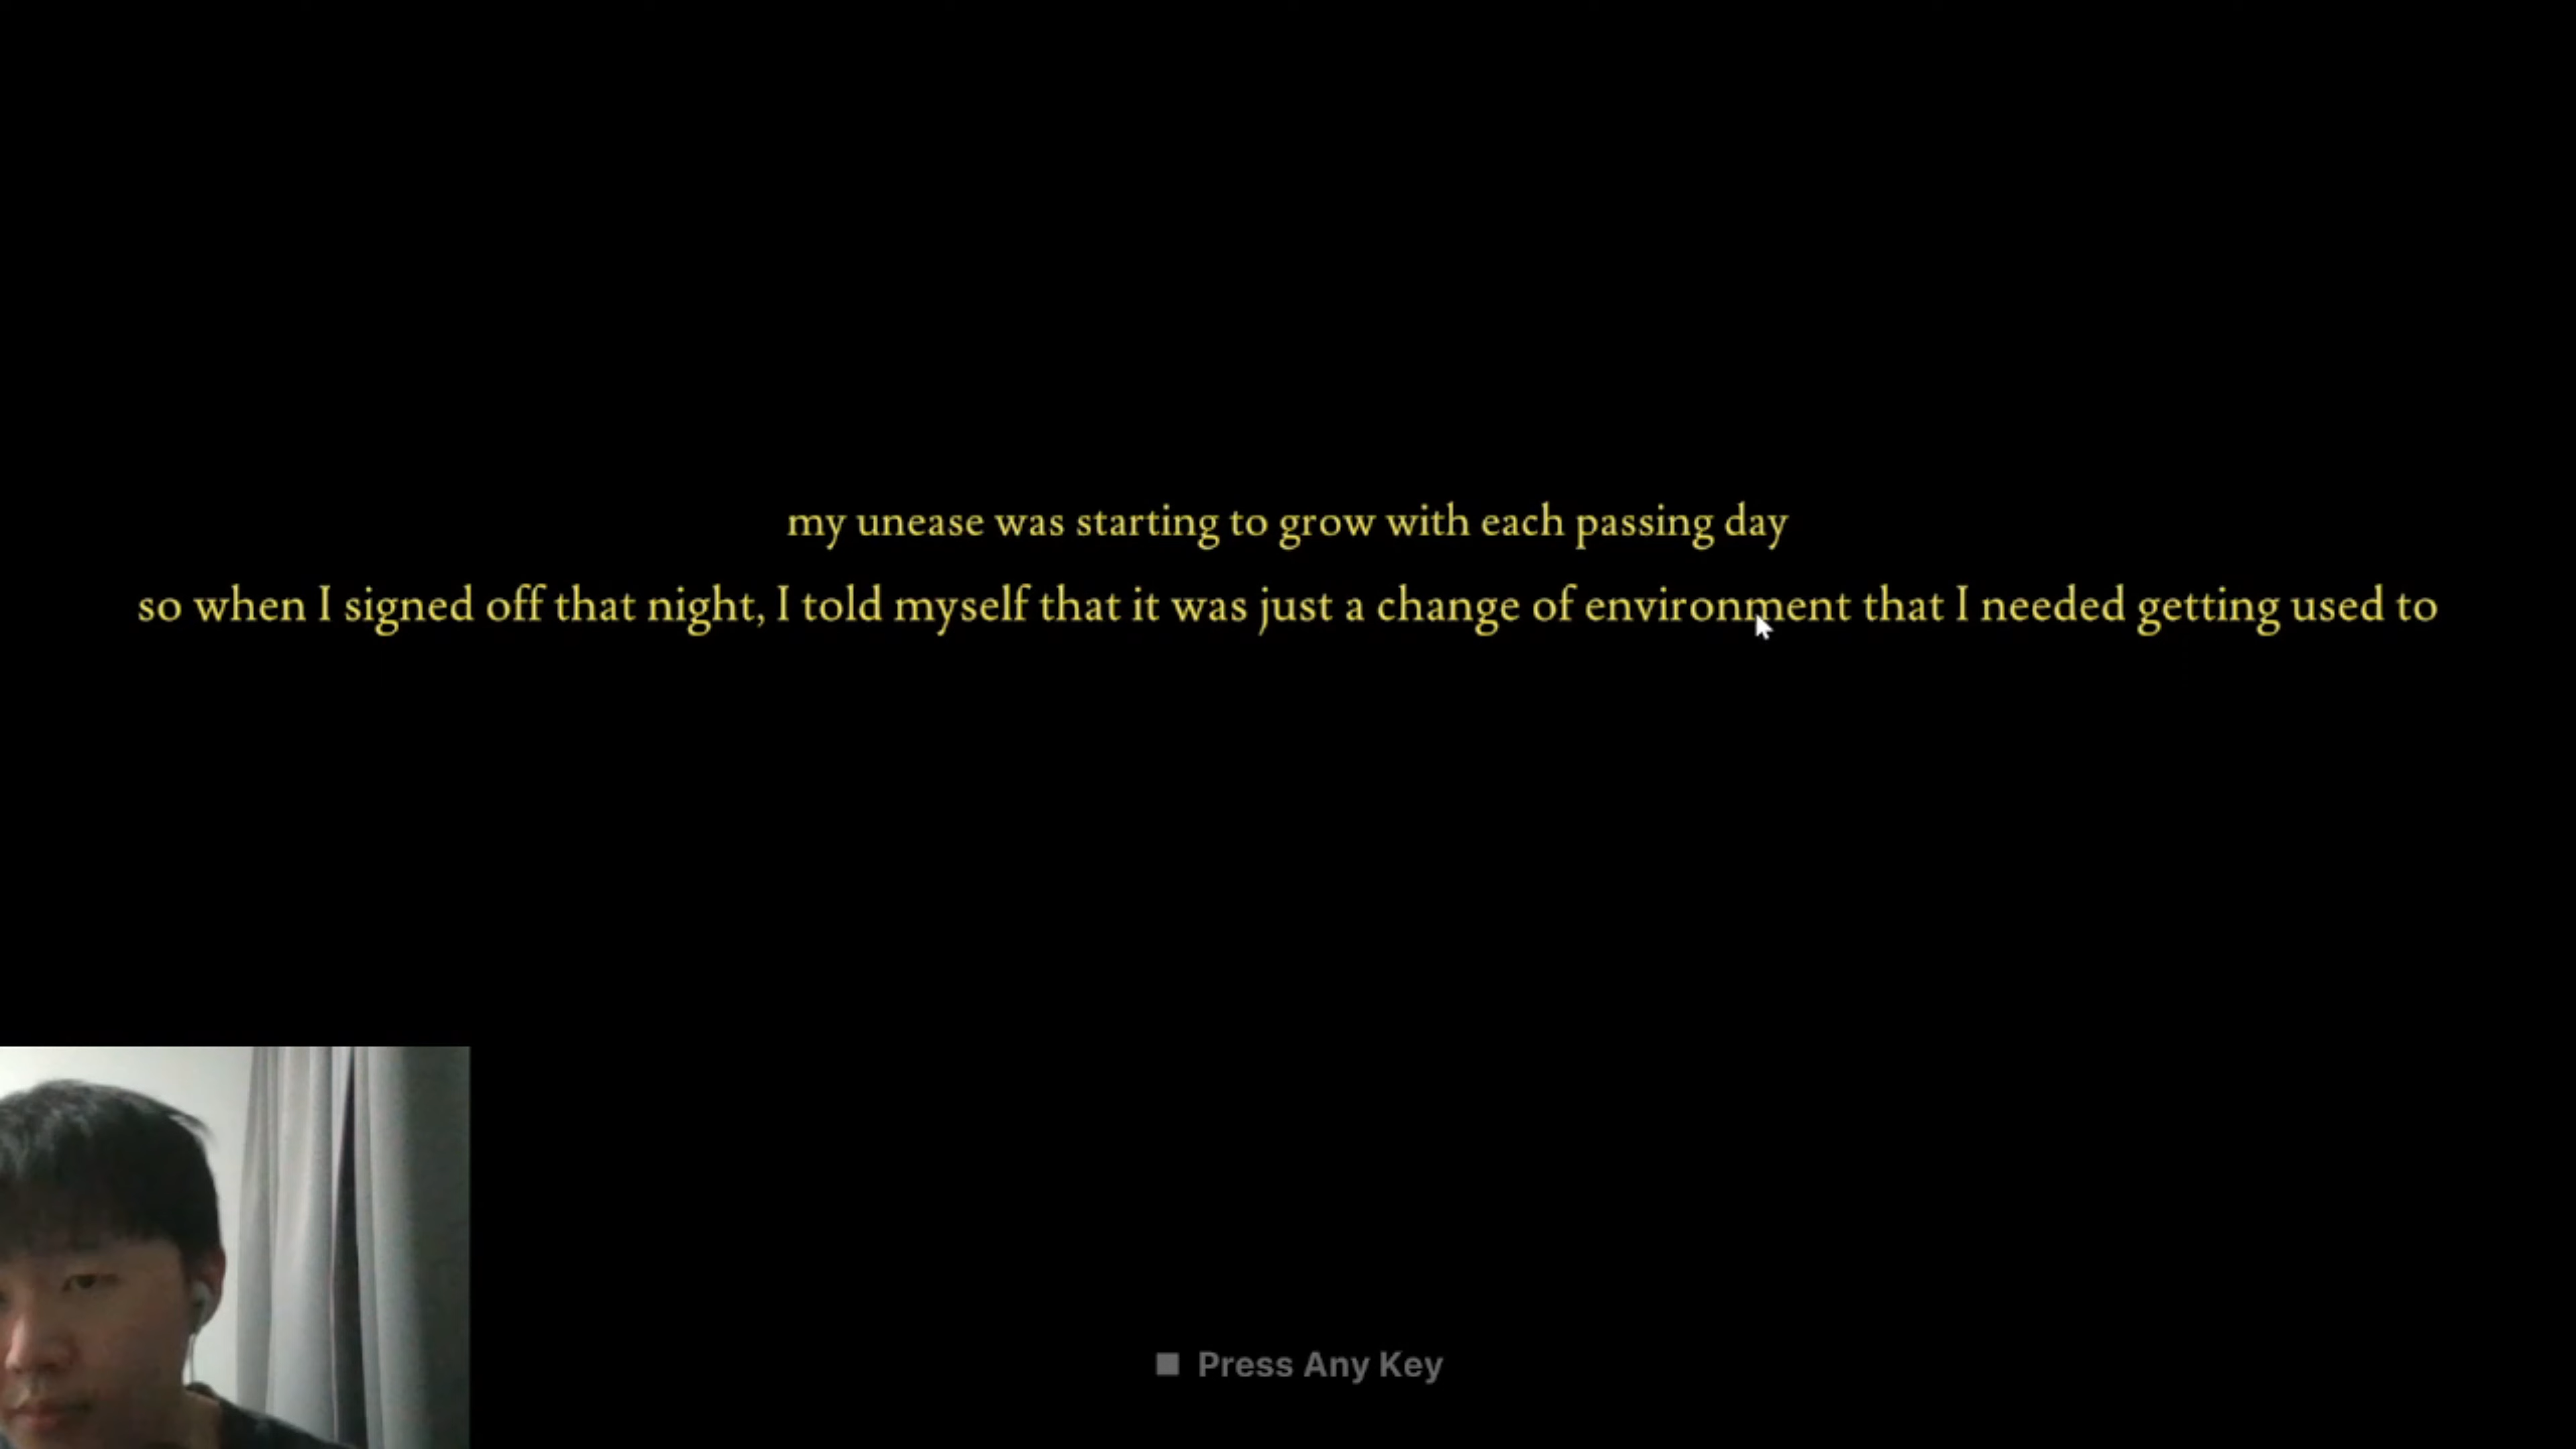 my unease was starting to grow with each passing day
so when I signed off that night, I told myself that it was just a change of environment that I needed getting used to
Press Any Key